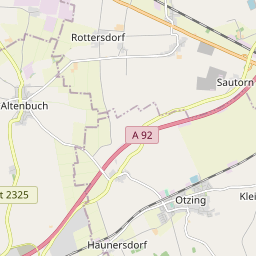 Rottersdorf
Sautorn
Altenbuch
A 92
t 2325
Otzing
Klei
Haunersdorf